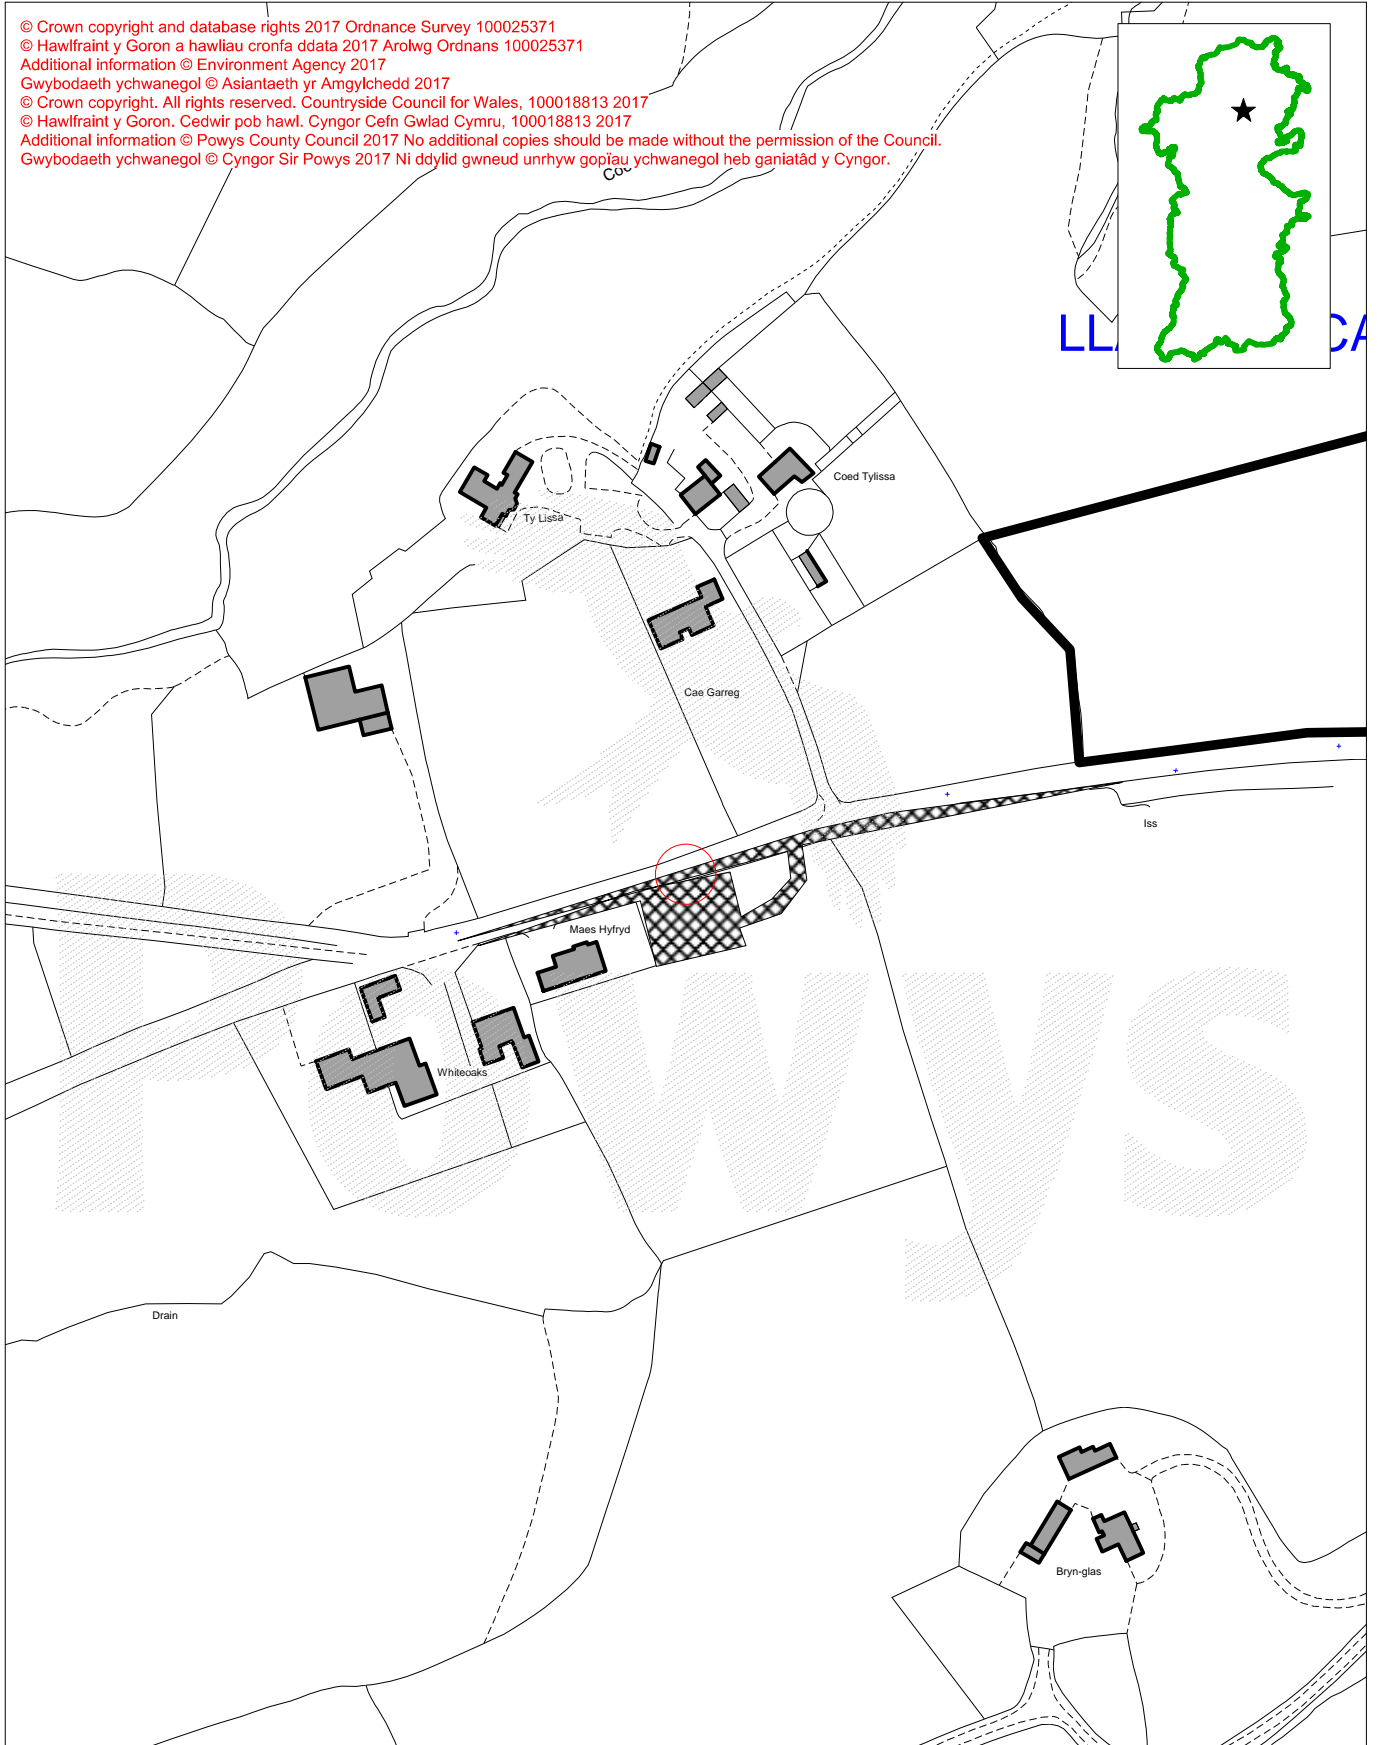 © Crown copyright and database rights 2017 Ordnance Survey 100025371
© Hawlfraint y Goron a hawliau cronfa ddata 2017 Arolwg Ordnans 100025371
Additional information © Environment Agency 2017
Gwybodaeth ychwanegol © Asiantaeth yr Amgylchedd 2017
© Crown copyright. All rights reserved. Countryside Council for Wales, 100018813 2017
© Hawlfraint y Goron. Cedwir pob hawl. Cyngor Cefn Gwlad Cymru, 100018813 2017
Additional information © Powys County Council 2017 No additional copies should be made without the permission of the Council.
Gwybodaeth ychwanegol © Cyngor Sir Powys 2017 Ni ddylid gwneud unrhyw gopïau ychwanegol heb ganiatâd y Cyngor.
Coed Tylissa
Ty Lissa
Cae Garreg
Iss
Maes Hyfryd
Powys
Whiteoaks
Drain
Bryn-glas